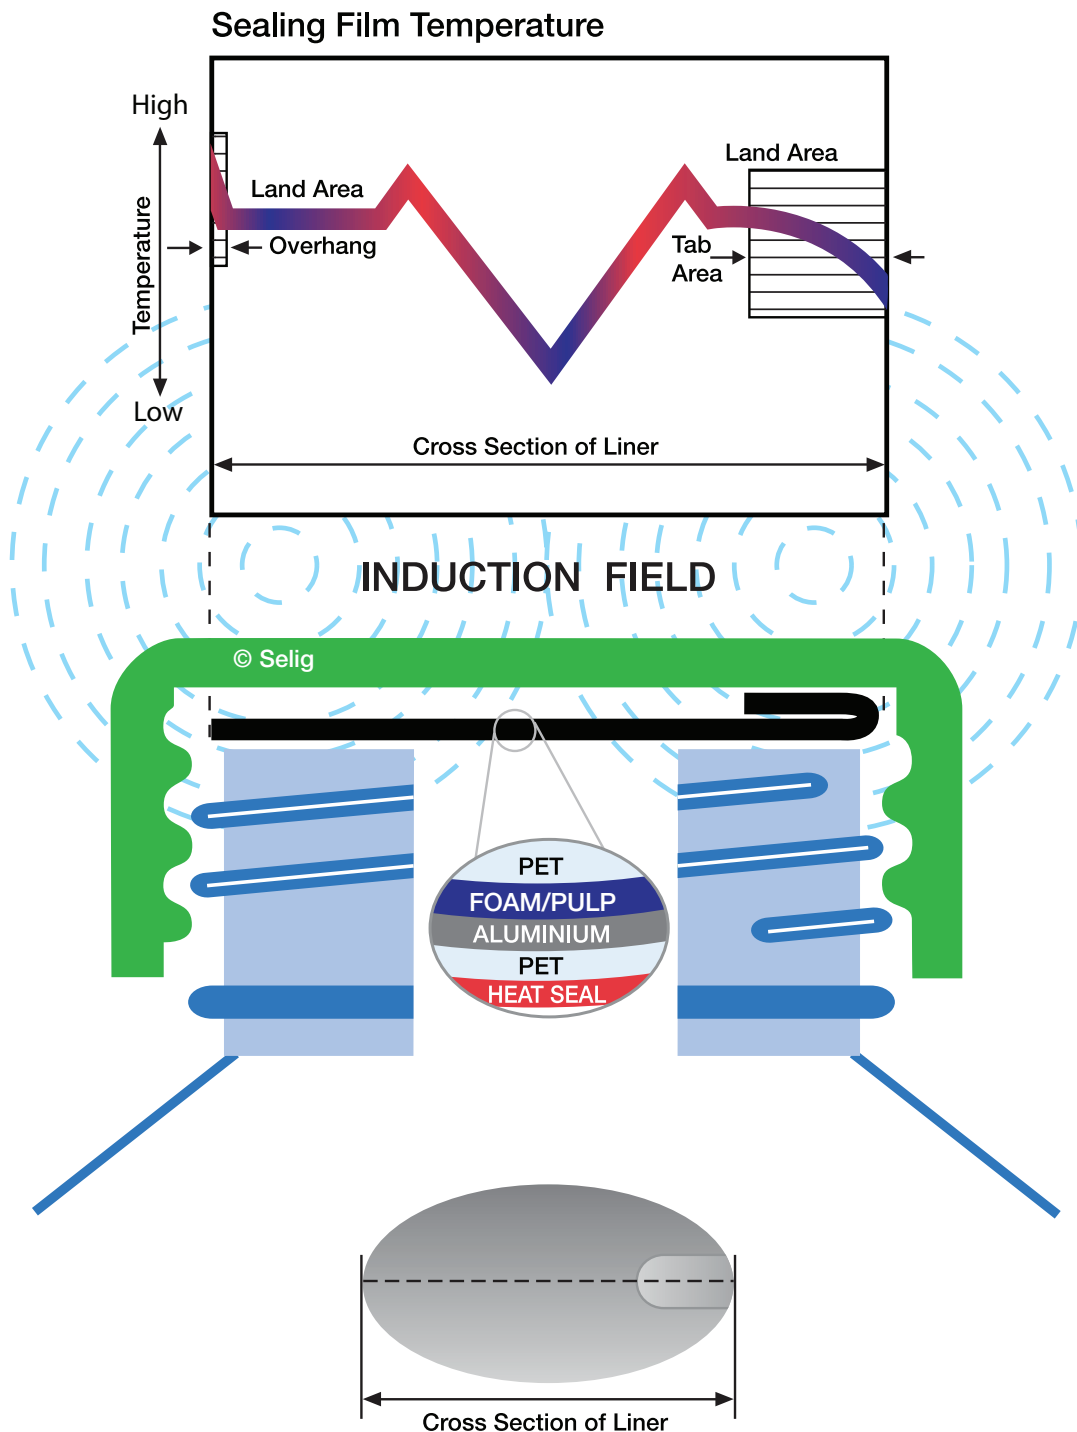 Sealing Film Temperature
High
Temperature
Low
Land Area
Overhang
Land Area
Tab
Area
Cross Section of Liner
INDUCTION FIELD
© Selig
PET
FOAM/PULP
ALUMINIUM
PET
HEAT SEAL
Cross Section of Liner